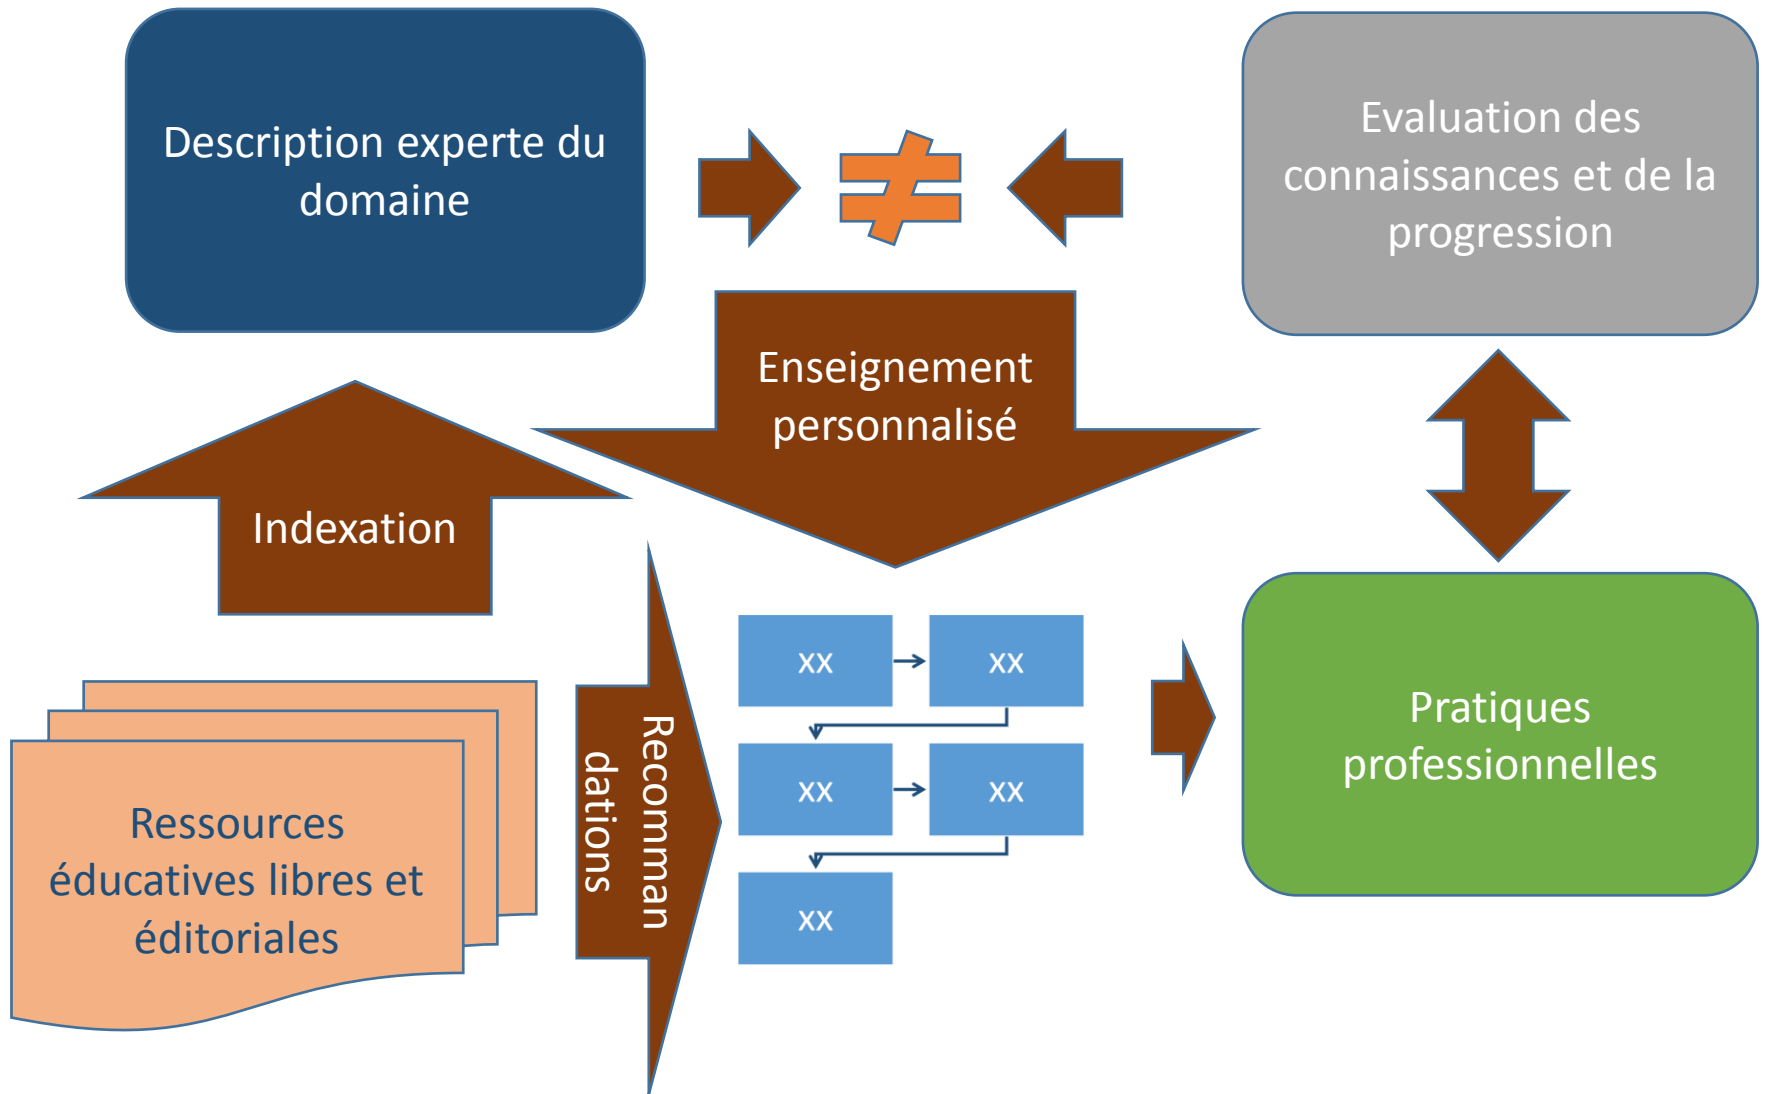 Description experte du
domaine
≠
Evaluation des
connaissances et de la
progression
Enseignement
personnalisé
Indexation
Ressources
éducatives libres et
éditoriales
Recomman
dations
xx
xx
xx
xx
xx
Pratiques
professionnelles